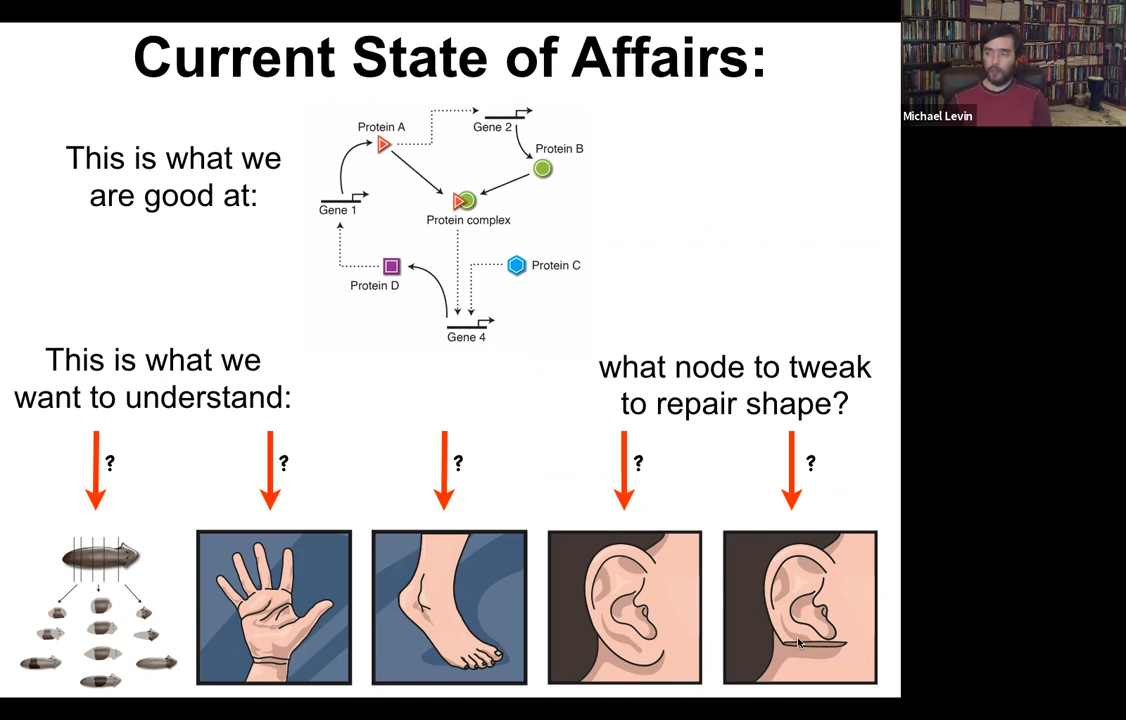 Current State of Affairs:
This is what we
are good at:
Protein A
Gene 2
Protein B
Gene 1
Protein complex
Protein D
Protein C
Gene 4
This is what we
want to understand:
what node to tweak
to repair shape?
? ? ? ? ?
Michael Levin